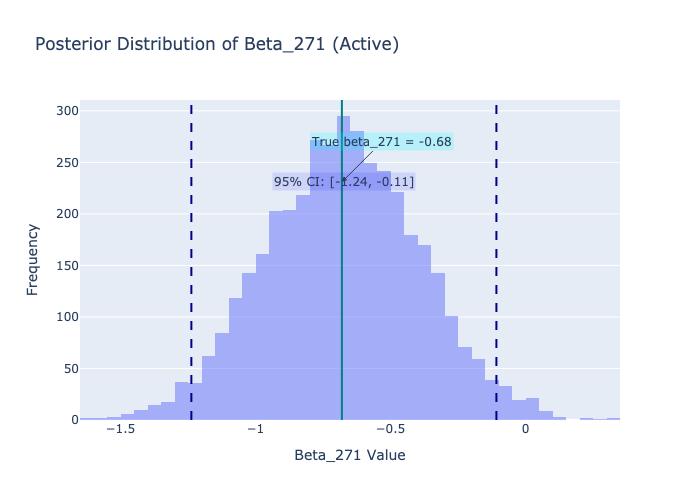 Posterior Distribution of Beta_271 (Active)
300
250
200
150
100
50
0
Frequency
True beta_271 = -0.68
95% CI: [-1.24, -0.11]
−1.5
−1
−0.5
0
Beta_271 Value